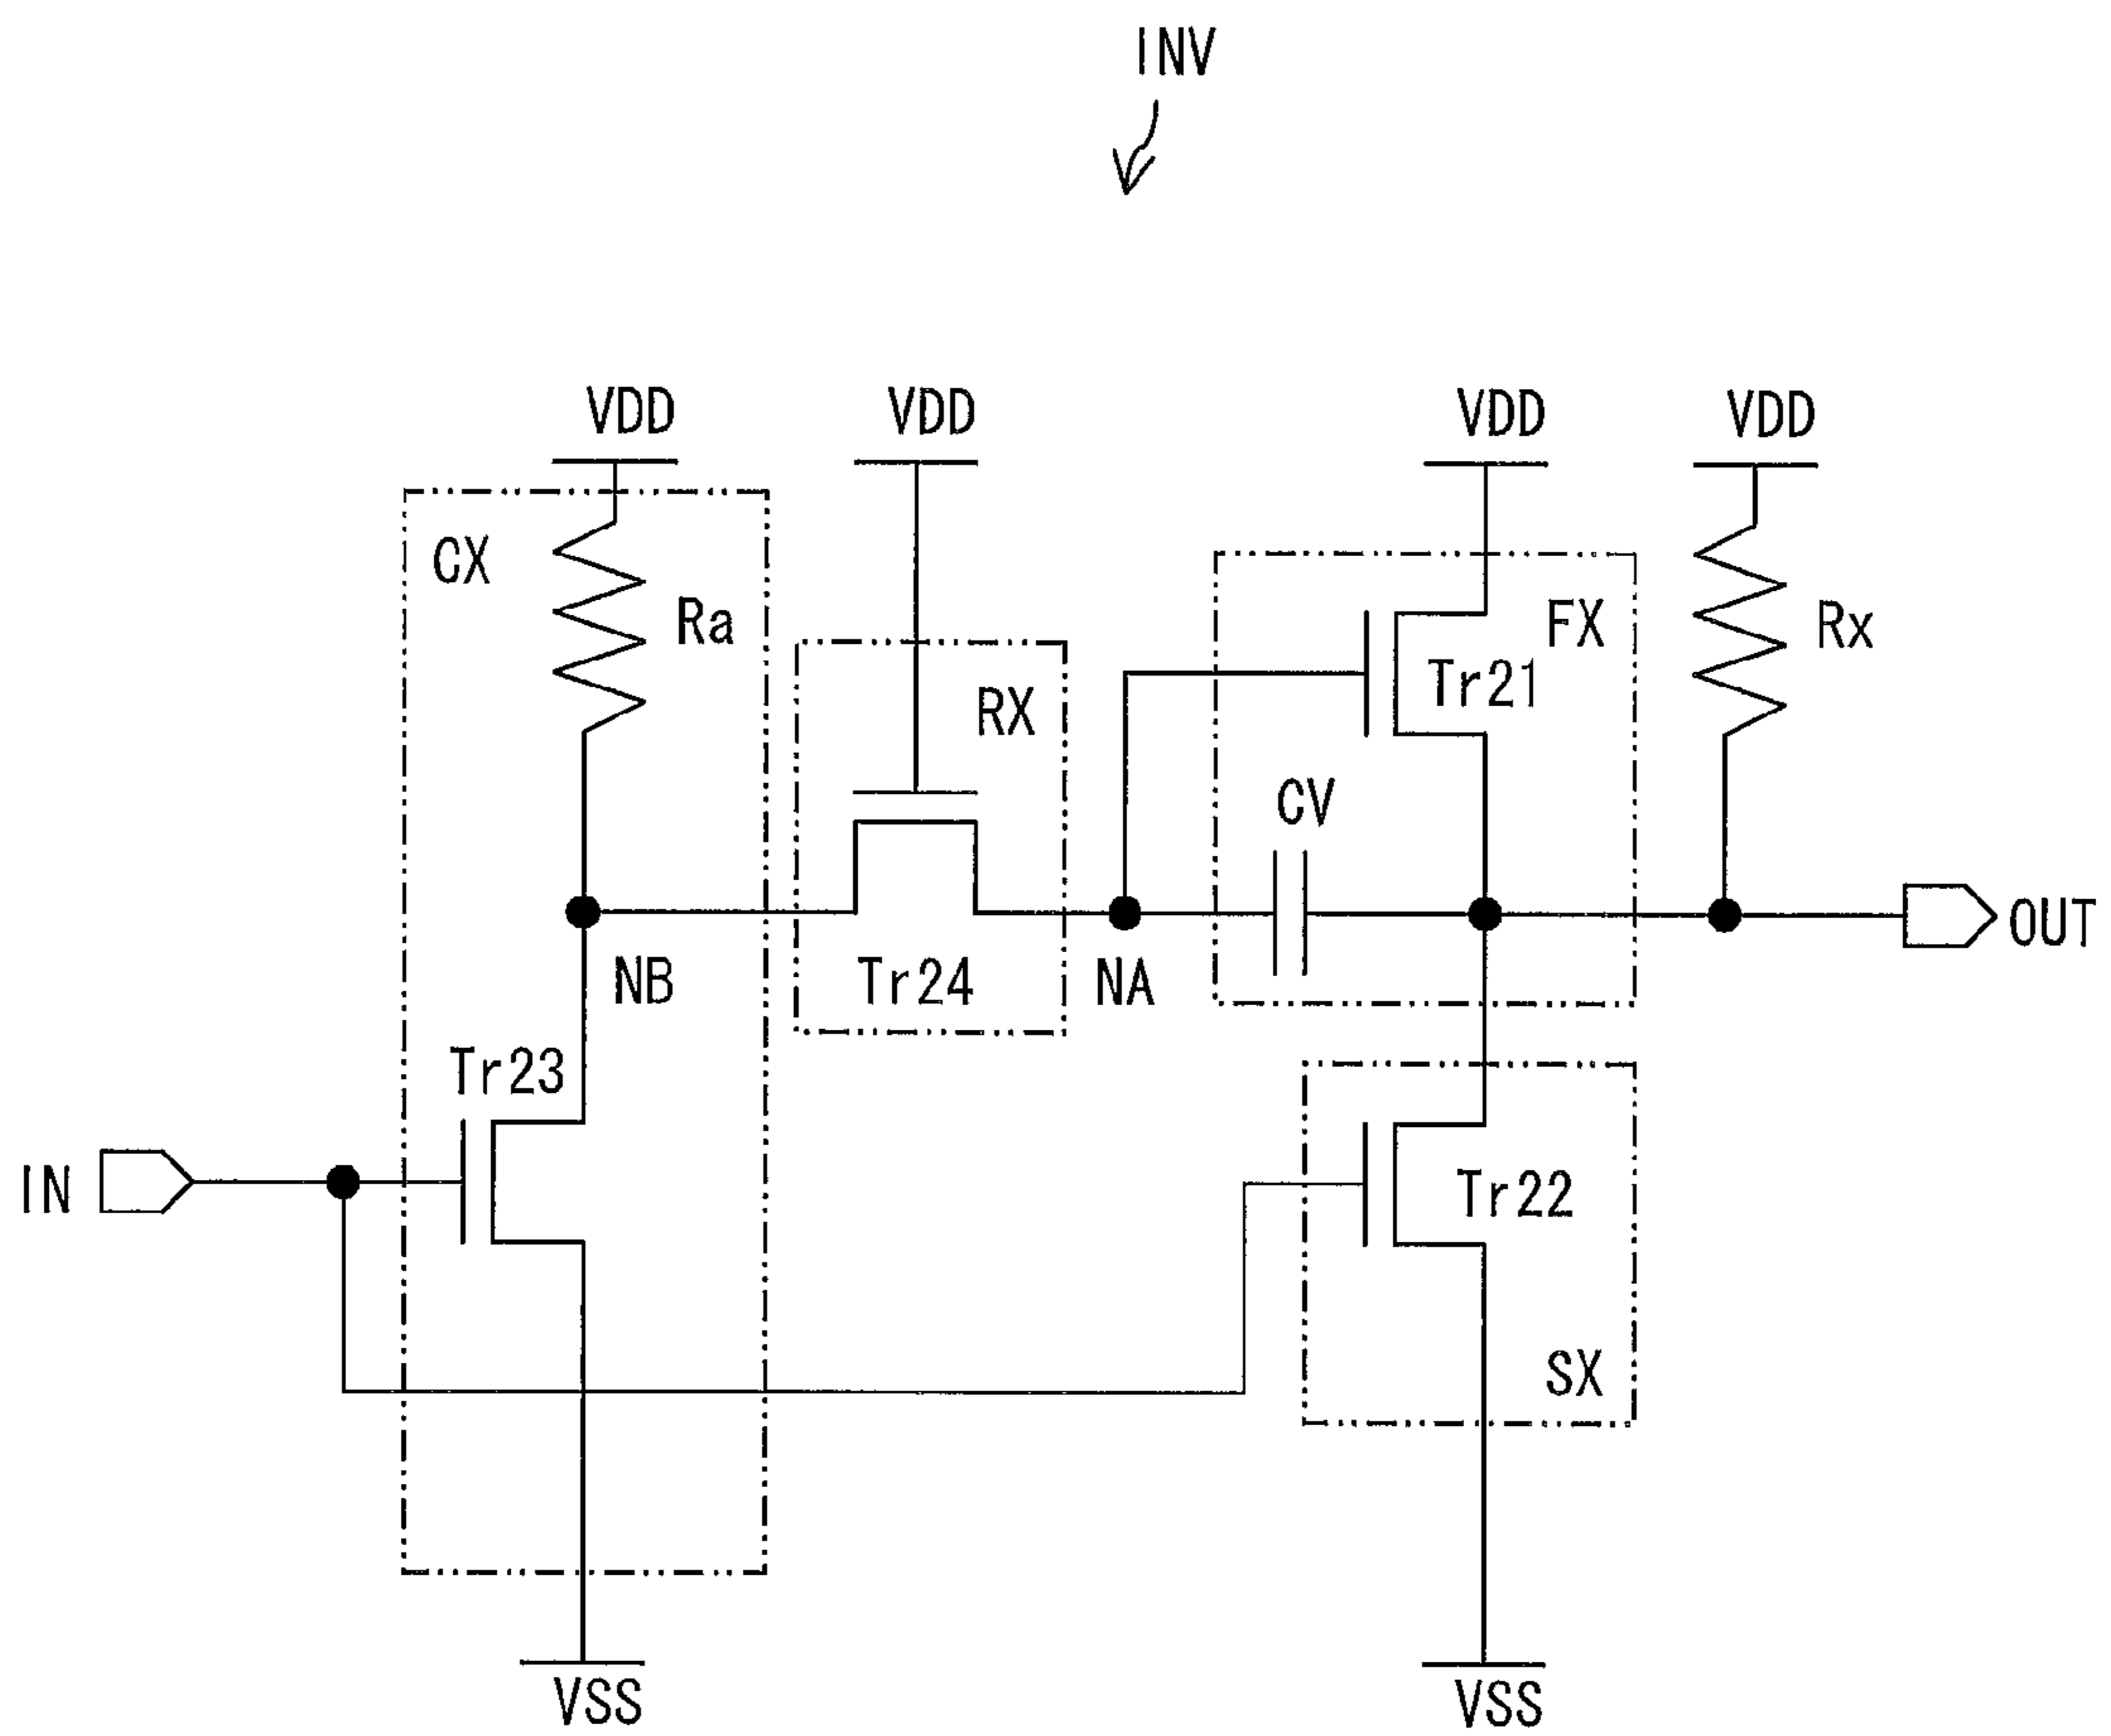 INV
VDD
VDD
VDD
VDD
CX
Ra
RX
FX
Rx
Tr21
CV
OUT
NB
Tr24
NA
Tr23
IN
Tr22
SX
VSS
VSS